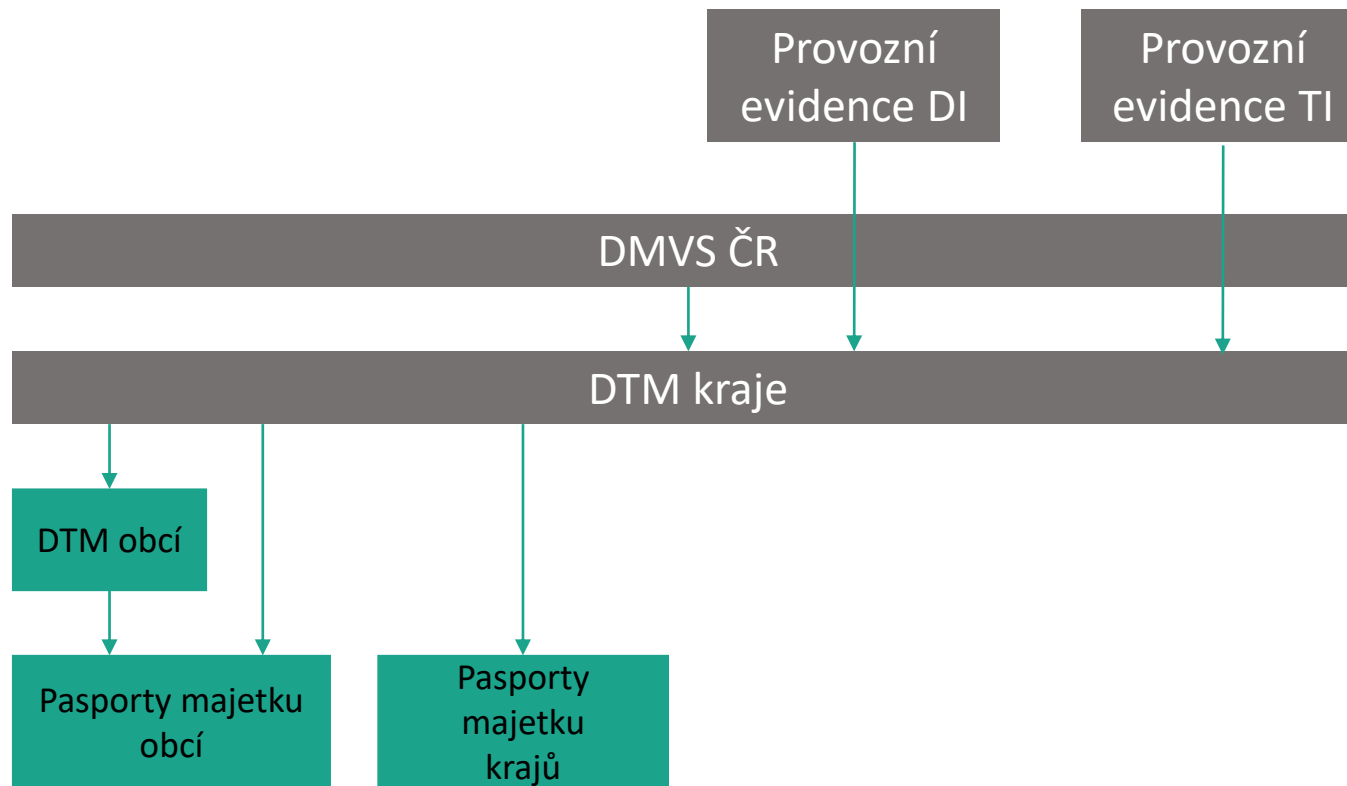 Provozní
evidence DI
Provozní
evidence TI
DMVS ČR
DTM kraje
DTM obcí
Pasporty majetku
obcí
Pasporty
majetku
krajů